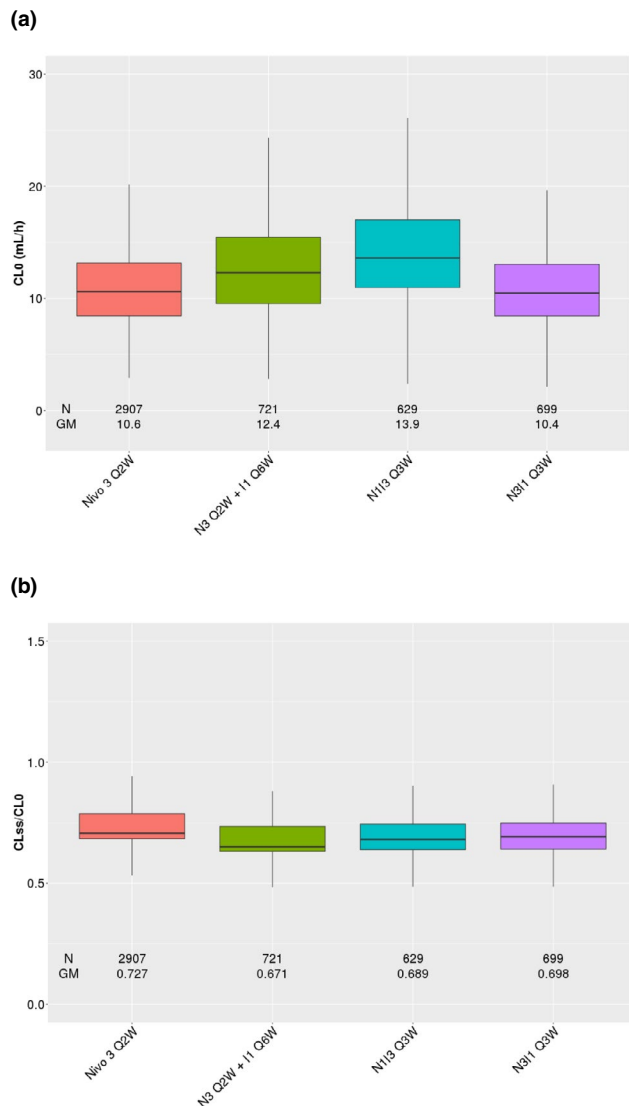 (a)
30
20
10
0
CL0 (mL/h)
N 2907 721 629 699
GM 10.6 12.4 13.9 10.4
Nivo 3 Q2W
N3 Q2W + I1 Q6W
N1I3 Q3W
N3I1 Q3W
(b)
1.5
1.0
0.5
0.0
CLss/CL0
N 2907 721 629 699
GM 0.727 0.671 0.689 0.698
Nivo 3 Q2W
N3 Q2W + I1 Q6W
N1I3 Q3W
N3I1 Q3W